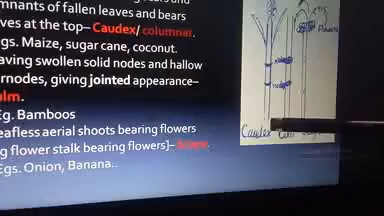 mnants of fallen leaves and bears
ves at the top– Caudex/ columnar.
gs. Maize, sugar cane, coconut.
aving swollen solid nodes and hallow
rnodes, giving jointed appearance–
ulm.
Eg. Bamboos
eafless aerial shoots bearing flowers
g flower stalk bearing flowers]–
Egs. Onion, Banana..
flowers
Caudex